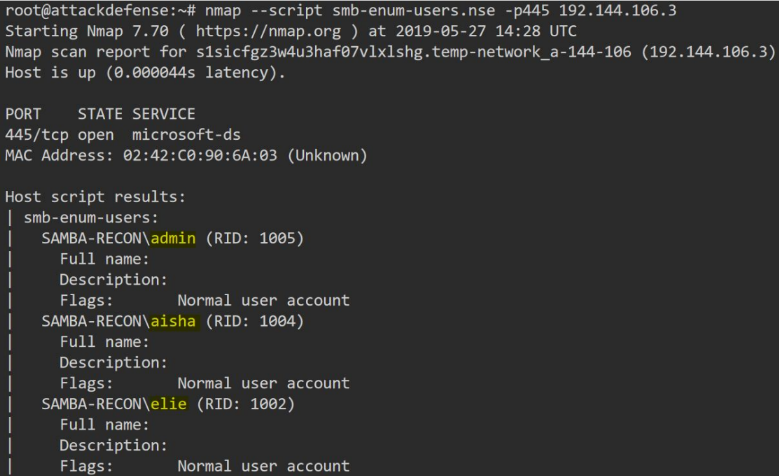 root@attackdefense:~# nmap --script smb-enum-users.nse -p445 192.144.106.3
Starting Nmap 7.70 ( https://nmap.org ) at 2019-05-27 14:28 UTC
Nmap scan report for s1sicfgz3w4u3haf07vlxlshg.temp-network_a-144-106 (192.144.106.3)
Host is up (0.000044s latency).

PORT    STATE SERVICE
445/tcp open  microsoft-ds
MAC Address: 02:42:C0:90:6A:03 (Unknown)

Host script results:
| smb-enum-users:
|   SAMBA-RECON\admin (RID: 1005)
|     Full name:
|     Description:
|     Flags:       Normal user account
|   SAMBA-RECON\aisha (RID: 1004)
|     Full name:
|     Description:
|     Flags:       Normal user account
|   SAMBA-RECON\elie (RID: 1002)
|     Full name:
|     Description:
|     Flags:       Normal user account